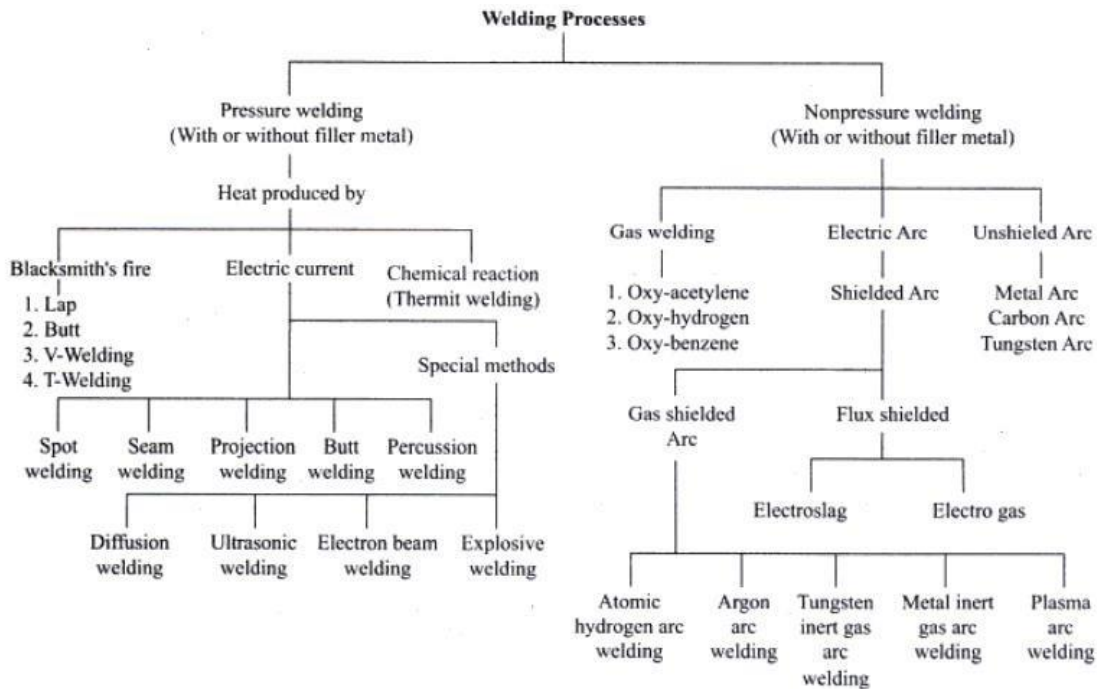 Welding Processes
Pressure welding
(With or without filler metal)
Nonpressure welding
(With or without filler metal)
Heat produced by
Gas welding
Electric Arc
Unshieled Arc
Blacksmith's fire
Electric current
Chemical reaction
(Thermit welding)
1. Lap
2. Butt
3. V-Welding
4. T-Welding
1. Oxy-acetylene
2. Oxy-hydrogen
3. Oxy-benzene
Shielded Arc
Metal Arc
Carbon Arc
Tungsten Arc
Special methods
Gas shielded
Arc
Flux shielded
Spot
welding
Seam
welding
Projection
welding
Butt
welding
Percussion
welding
Electroslag
Electro gas
Diffusion
welding
Ultrasonic
welding
Electron beam
welding
Explosive
welding
Atomic
hydrogen arc
welding
Argon
arc
welding
Tungsten
inert gas
arc
welding
Metal inert
gas arc
welding
Plasma
arc
welding